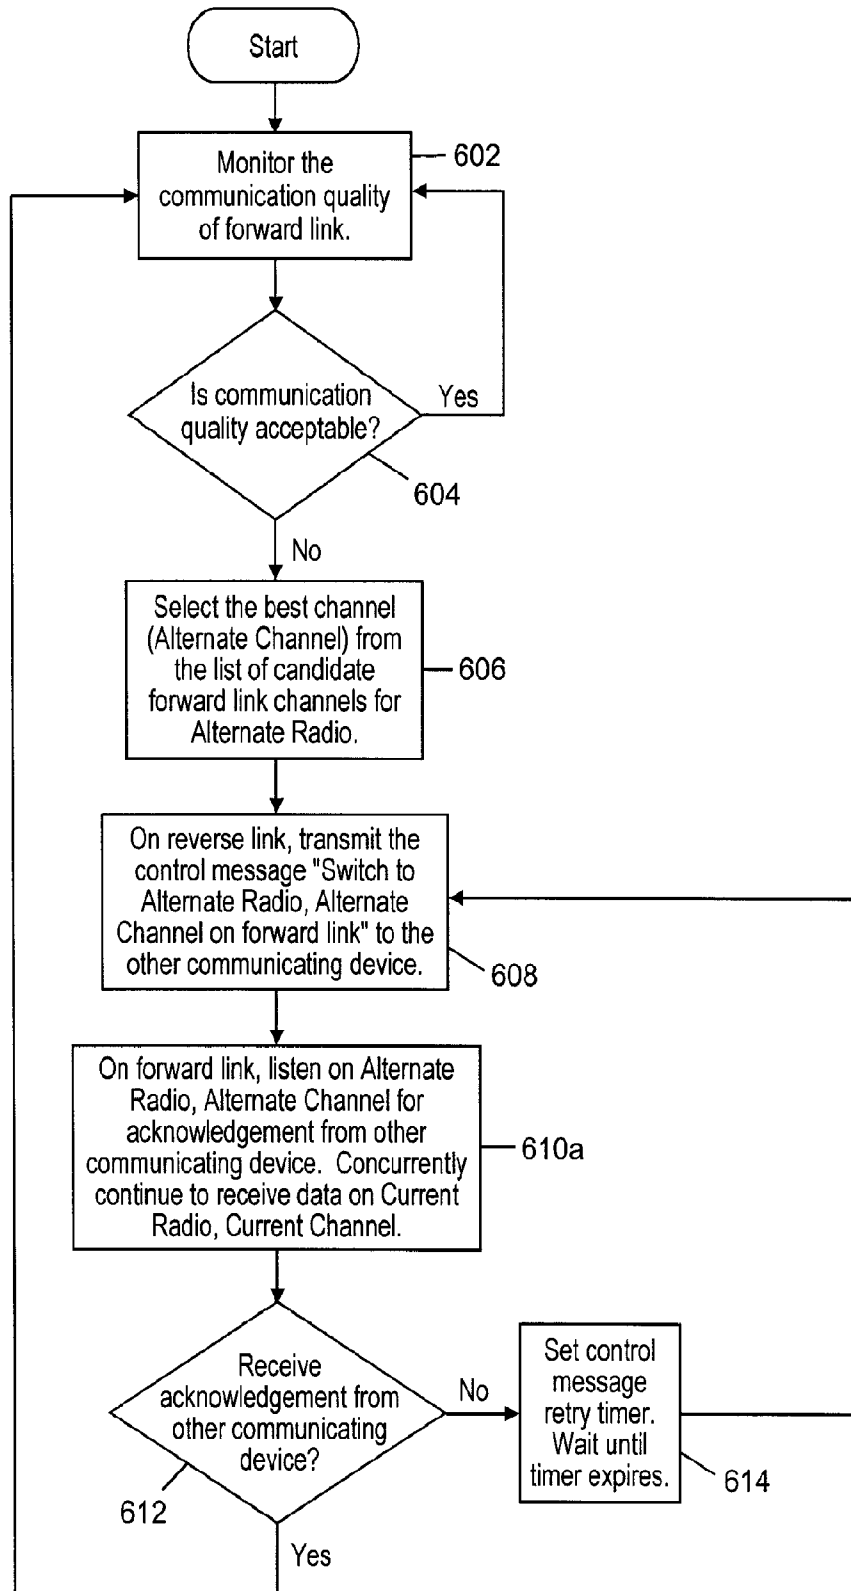 Start
Monitor the
communication quality
of forward link.
602
Is communication
quality acceptable?
Yes
604
No
Select the best channel
(Alternate Channel) from
the list of candidate
forward link channels for
Alternate Radio.
606
On reverse link, transmit the
control message "Switch to
Alternate Radio, Alternate
Channel on forward link" to the
other communicating device.
608
On forward link, listen on Alternate
Radio, Alternate Channel for
acknowledgement from other
communicating device. Concurrently
continue to receive data on Current
Radio, Current Channel.
610a
Receive
acknowledgement from
other communicating
device?
612
No
Set control
message
retry timer.
Wait until
timer expires.
614
Yes